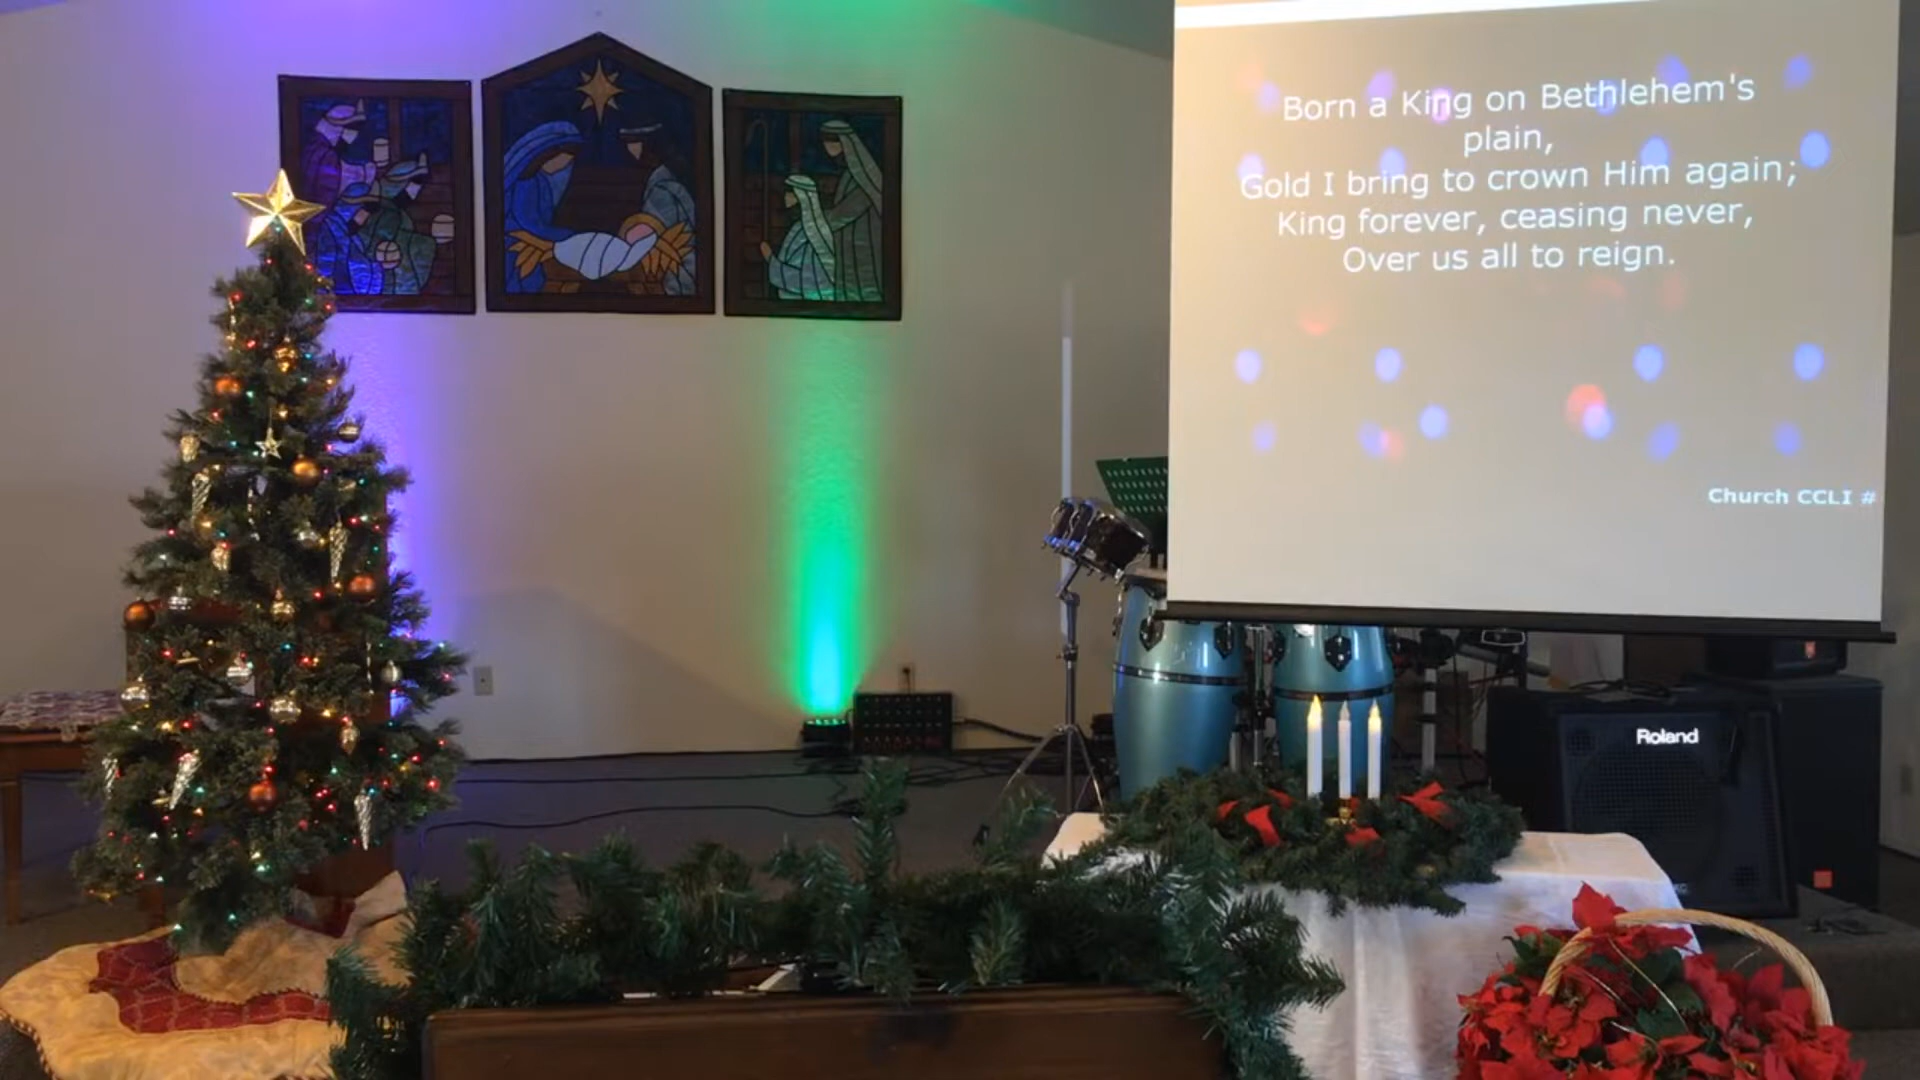 Born a King on Bethlehem's
plain,
Gold I bring to crown Him again;
King forever, ceasing never,
Over us all to reign.
Church CCLI #
Roland